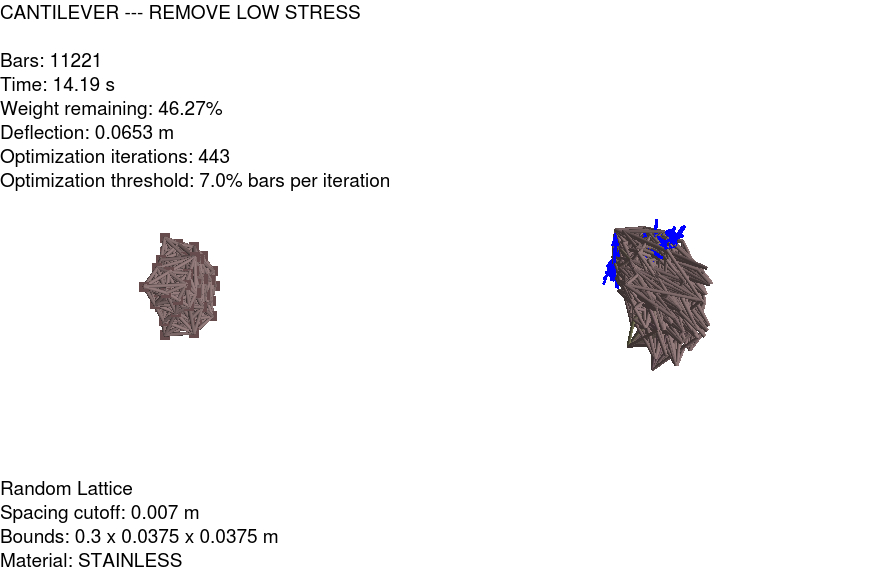 CANTILEVER --- REMOVE LOW STRESS
Bars: 11221
Time: 14.19 s
Weight remaining: 46.27%
Deflection: 0.0653 m
Optimization iterations: 443
Optimization threshold: 7.0% bars per iteration
Random Lattice
Spacing cutoff: 0.007 m
Bounds: 0.3 x 0.0375 x 0.0375 m
Material: STAINLESS